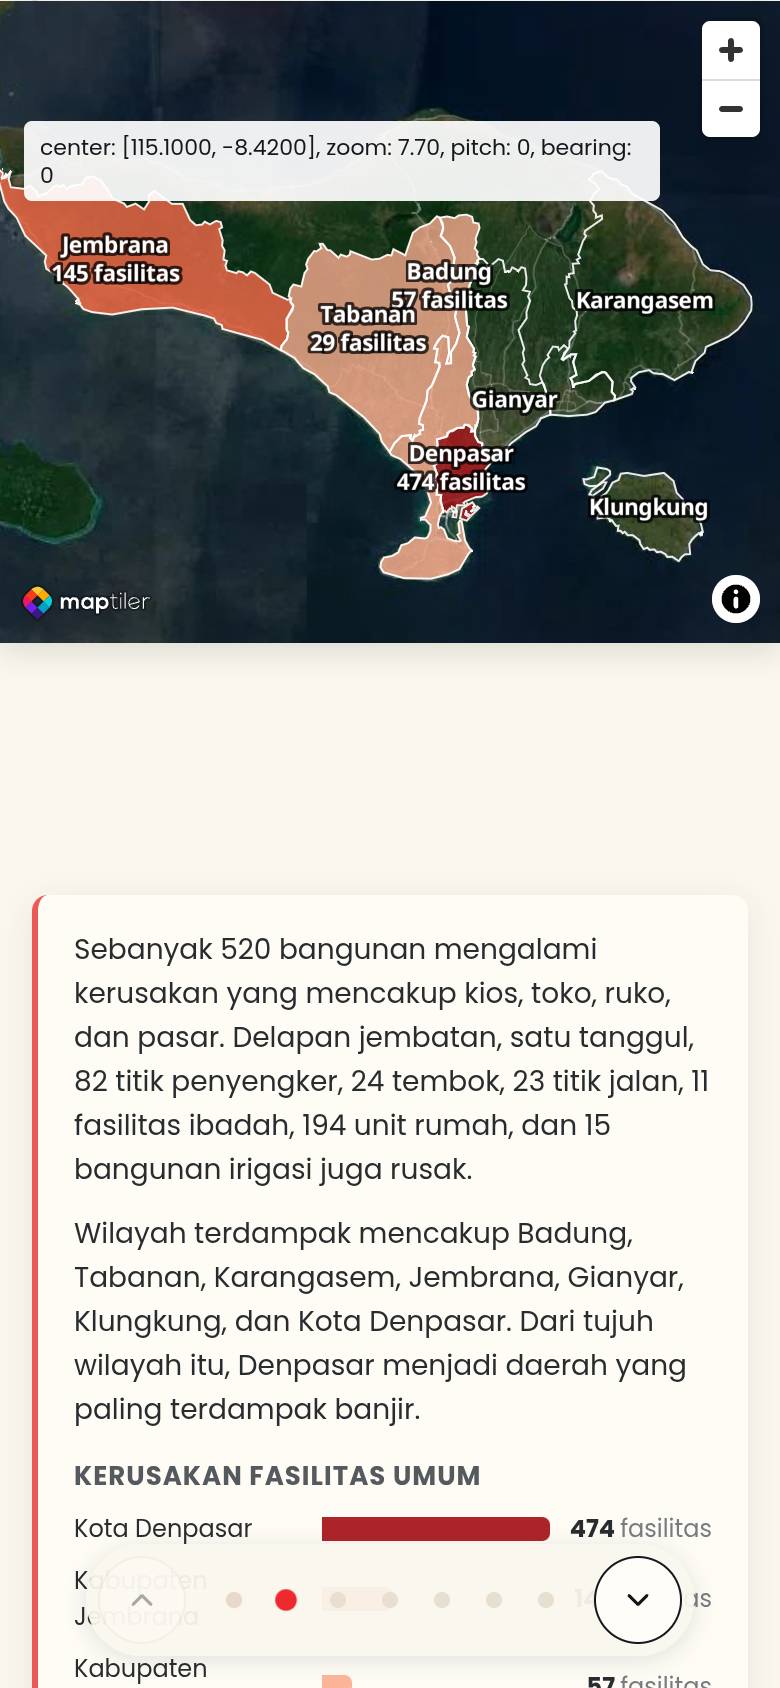 center: [115.1000, -8.4200], zoom: 7.70, pitch: 0, bearing:
0
Jembrana
145 fasilitas
Badung
57 fasilitas
Tabanan
29 fasilitas
Karangasem
Gianyar
Denpasar
474 fasilitas
Klungkung
maptiler
Sebanyak 520 bangunan mengalami
kerusakan yang mencakup kios, toko, ruko,
dan pasar. Delapan jembatan, satu tanggul,
82 titik penyengker, 24 tembok, 23 titik jalan, 11
fasilitas ibadah, 194 unit rumah, dan 15
bangunan irigasi juga rusak.
Wilayah terdampak mencakup Badung,
Tabanan, Karangasem, Jembrana, Gianyar,
Klungkung, dan Kota Denpasar. Dari tujuh
wilayah itu, Denpasar menjadi daerah yang
paling terdampak banjir.
KERUSAKAN FASILITAS UMUM
Kota Denpasar 474 fasilitas
Kabupaten
Jembrana
Kabupaten
57 fasilitas